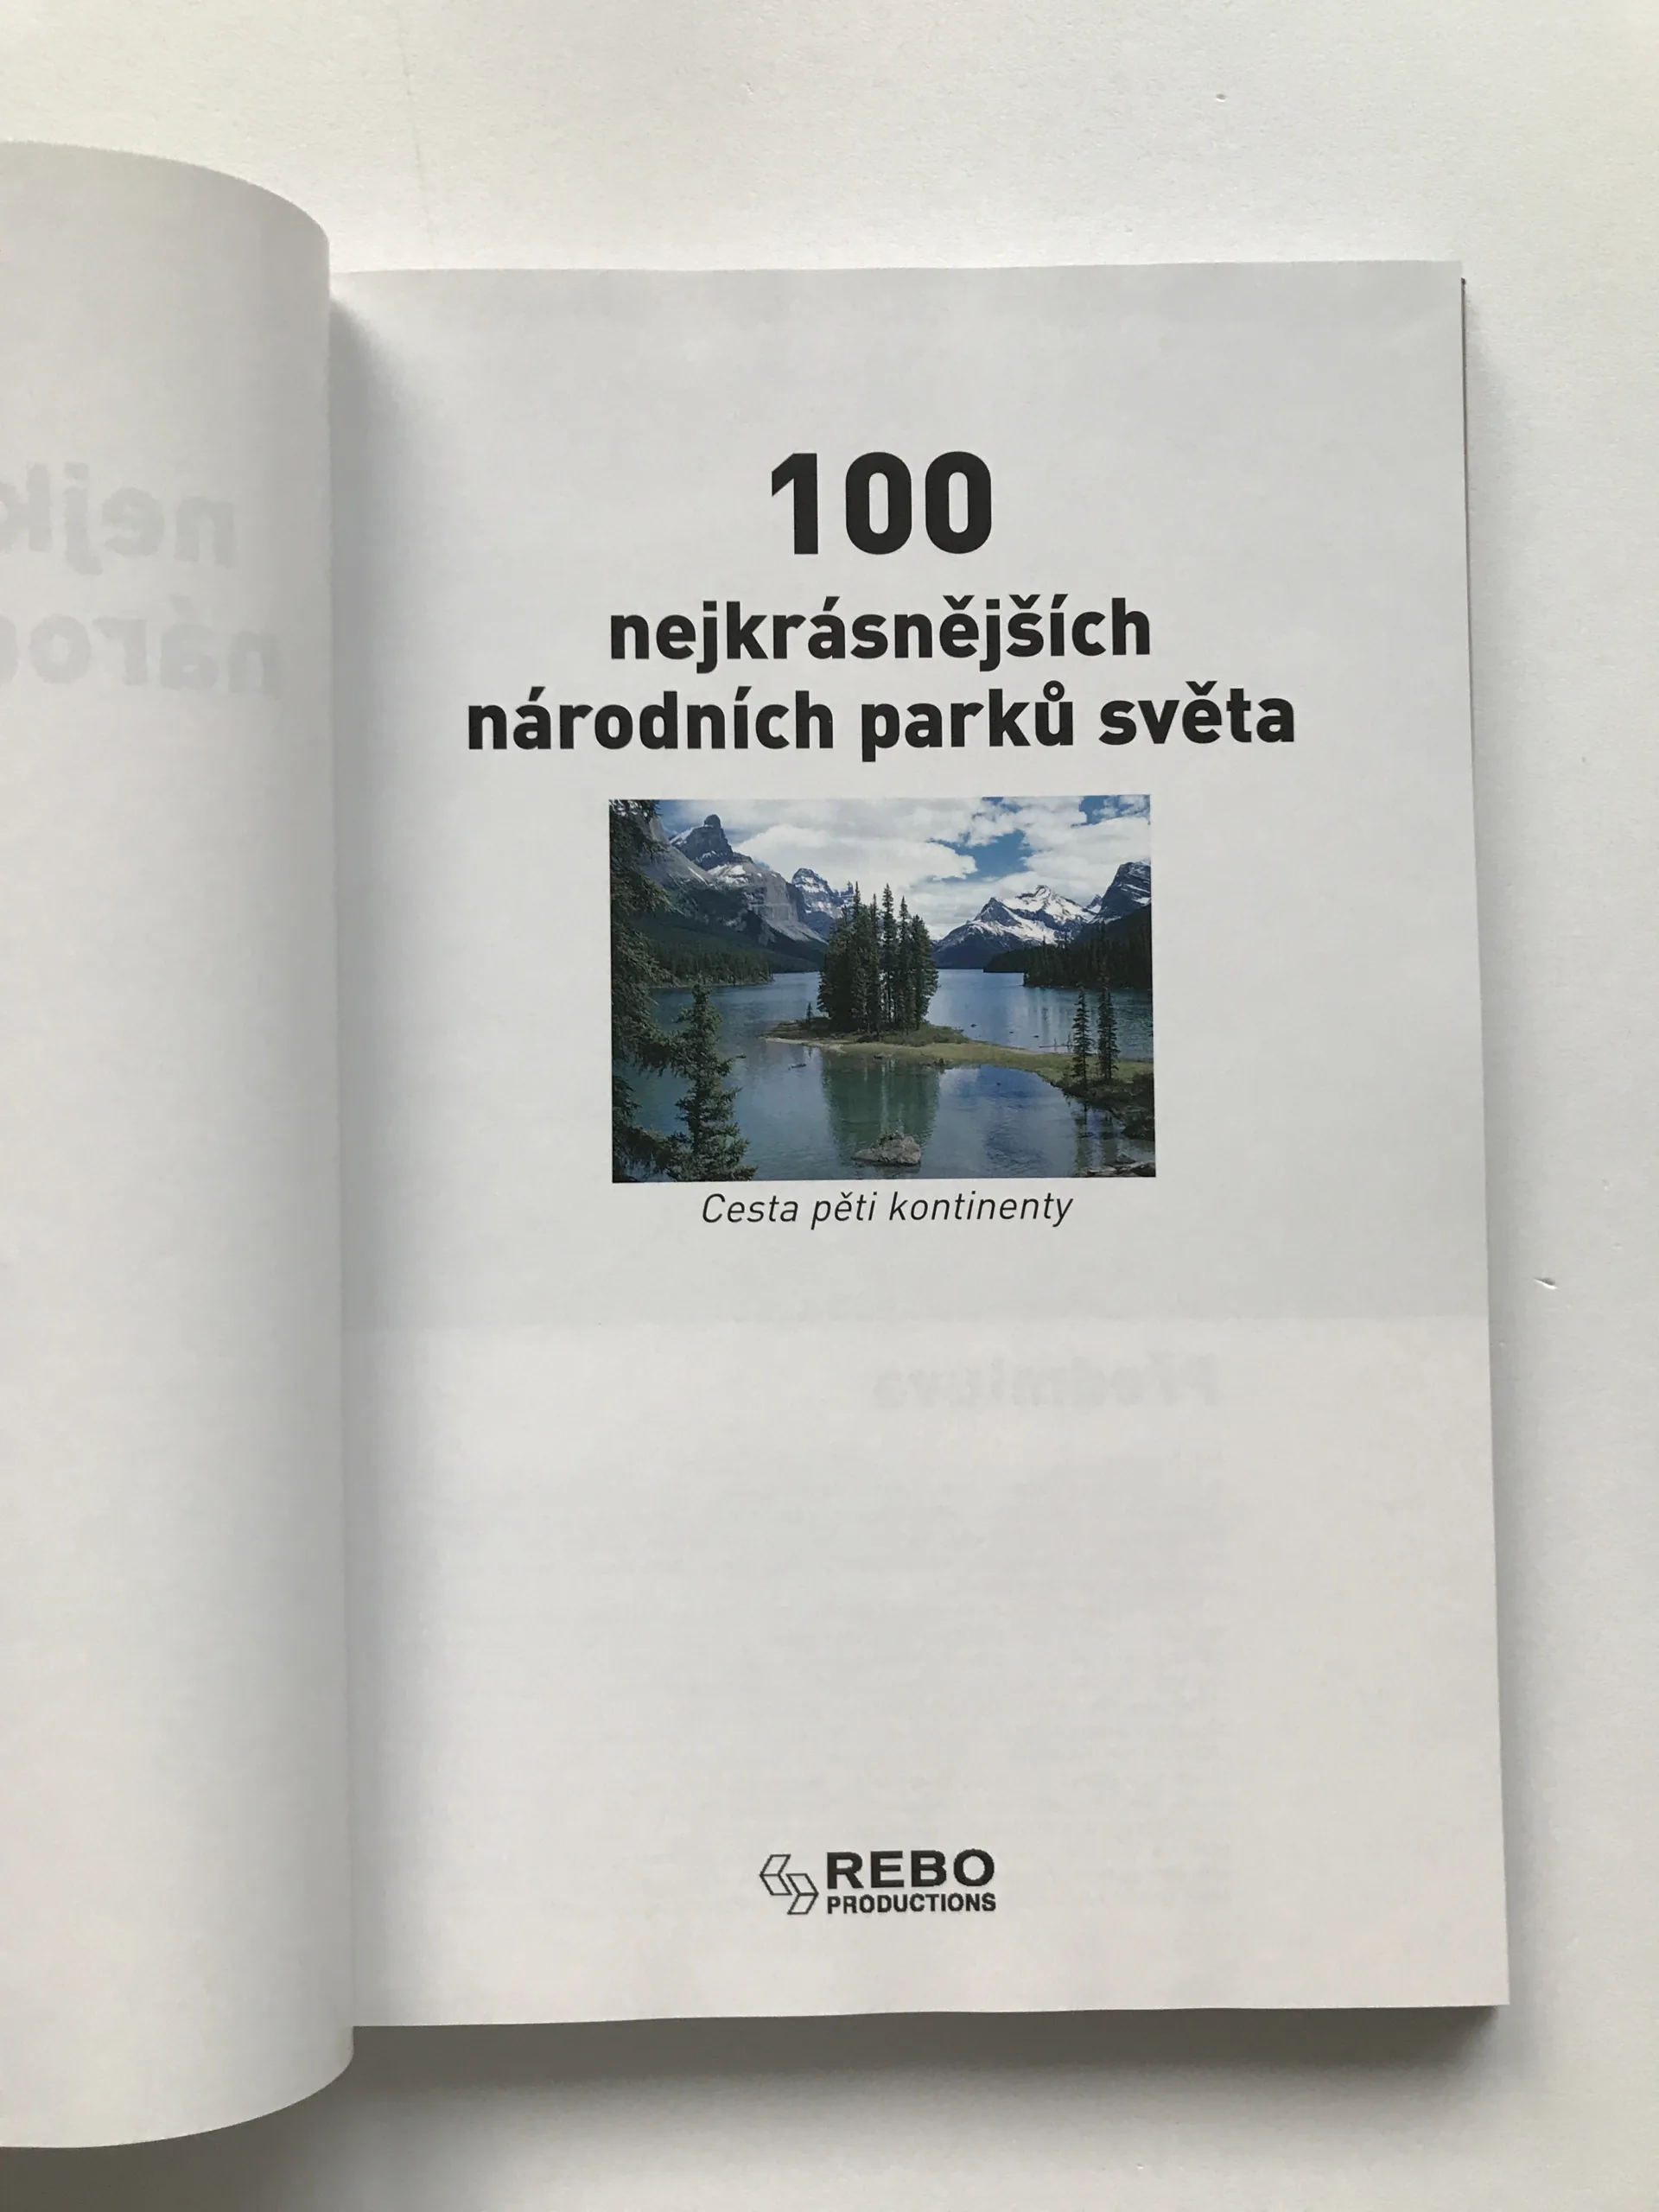 100
nejkrásnějších
národních parků světa
Cesta pěti kontinenty
REBO
PRODUCTIONS